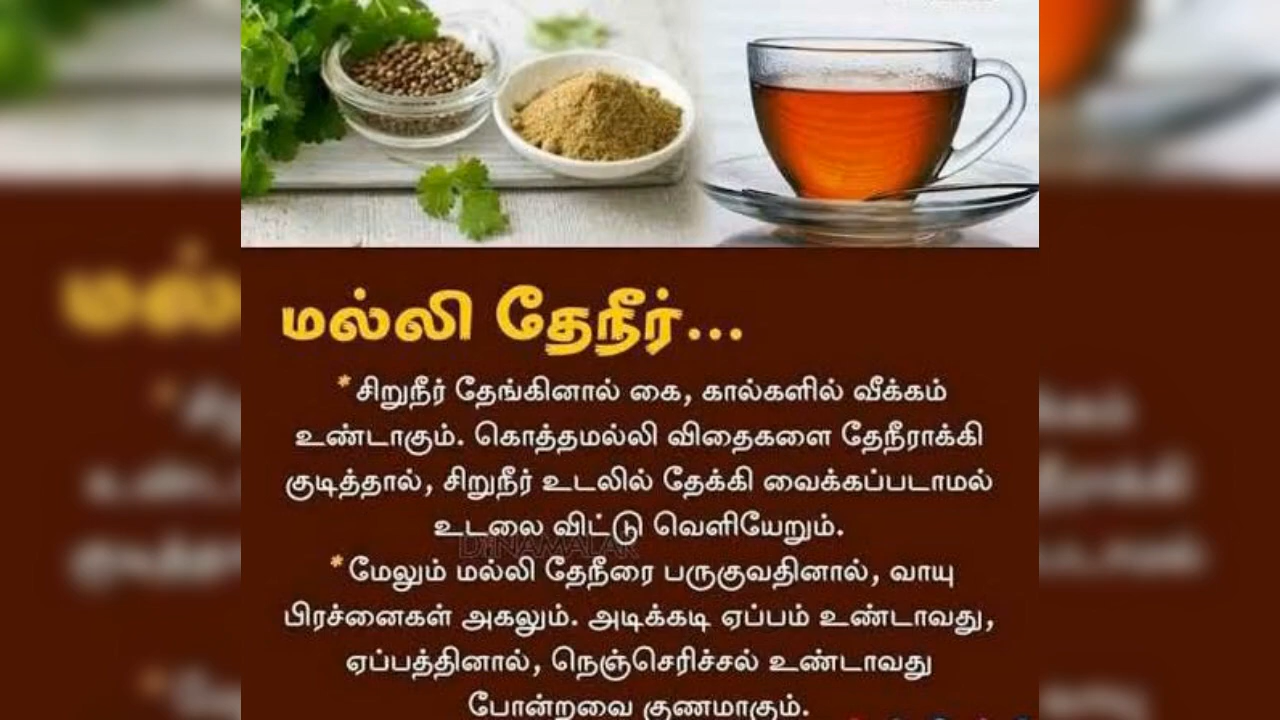 மல்லி தேநீர்...
*சிறுநீர் தேங்கினால் கை, கால்களில் வீக்கம்
உண்டாகும். கொத்தமல்லி விதைகளை தேநீராக்கி
குடித்தால், சிறுநீர் உடலில் தேக்கி வைக்கப்படாமல்
உடலை விட்டு வெளியேறும்.
DINAMALAR
*மேலும் மல்லி தேநீரை பருகுவதினால், வாயு
பிரச்னைகள் அகலும். அடிக்கடி ஏப்பம் உண்டாவது,
ஏப்பத்தினால், நெஞ்செரிச்சல் உண்டாவது
போன்றவை குணமாகும்.